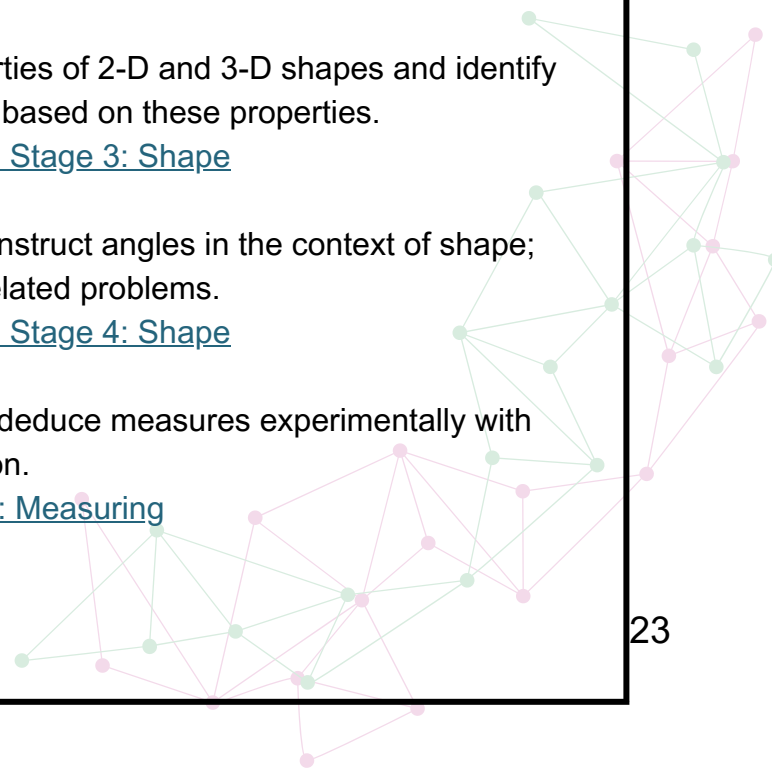 rties of 2-D and 3-D shapes and identify
based on these properties.
Stage 3: Shape
nstruct angles in the context of shape;
elated problems.
Stage 4: Shape
deduce measures experimentally with
on.
: Measuring
23